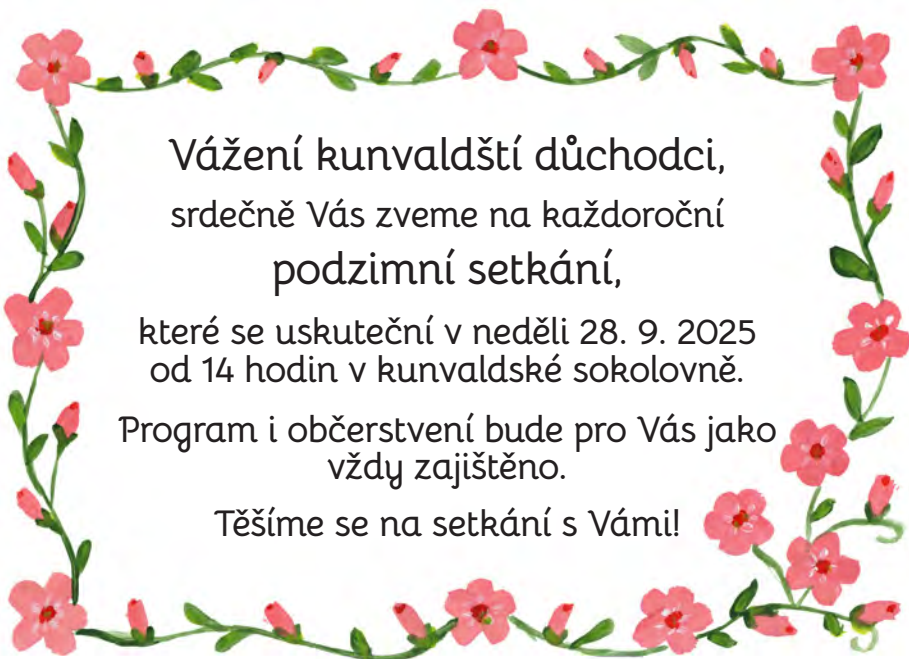 Vážení kunvaldští důchodci,
srdečně Vás zveme na každoroční
podzimní setkání,
které se uskuteční v neděli 28. 9. 2025
od 14 hodin v kunvaldské sokolovně.
Program i občerstvení bude pro Vás jako
vždy zajištěno.
Těšíme se na setkání s Vámi!